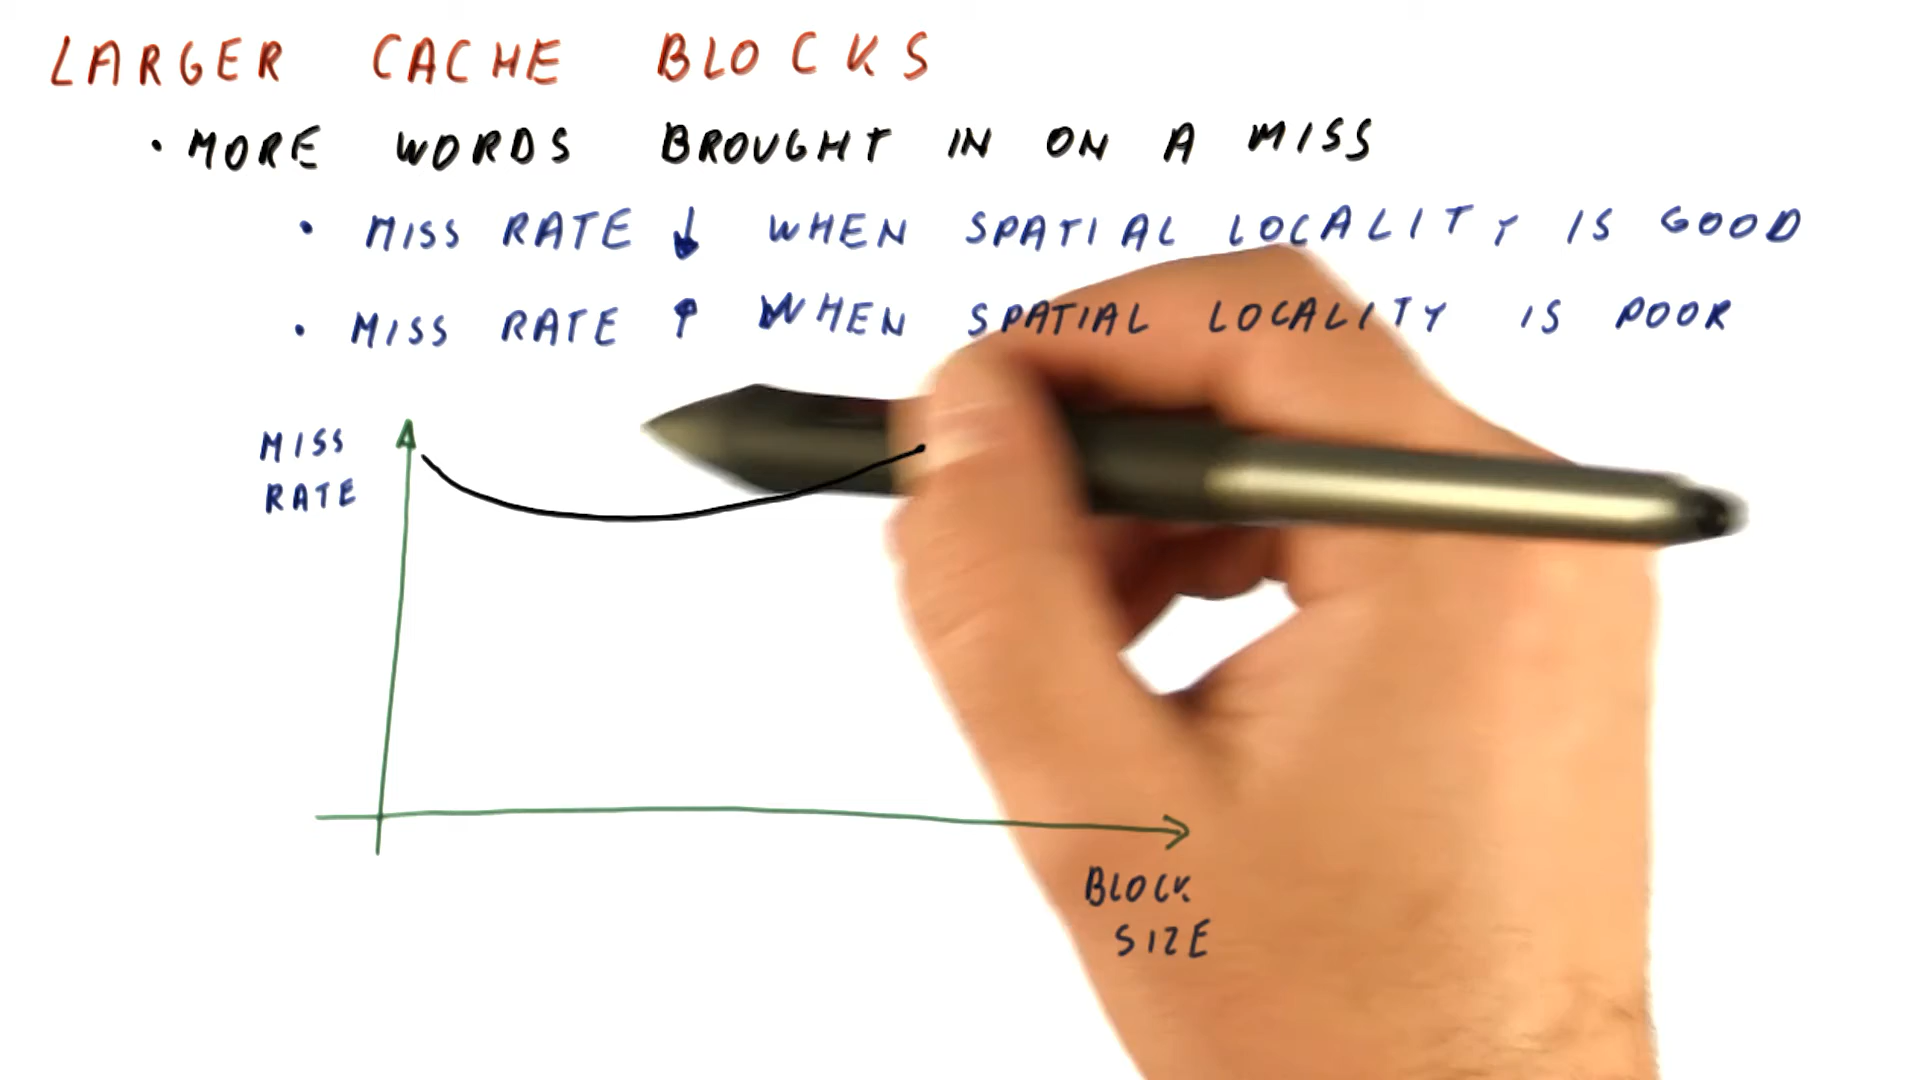 LARGER CACHE BLOCKS
• MORE WORDS BROUGHT IN ON A MISS
• MISS RATE ↓ WHEN SPATIAL LOCALITY IS GOOD
• MISS RATE ↑ WHEN SPATIAL LOCALITY IS POOR
MISS
RATE
BLOCK
SIZE